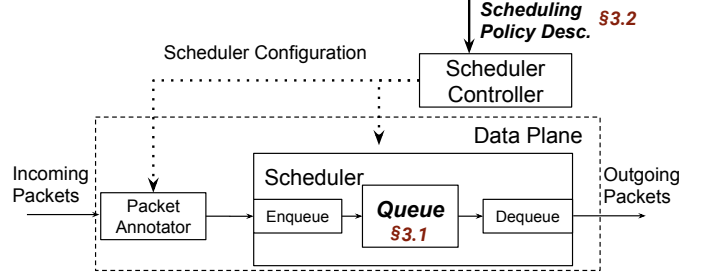 Scheduling §3.2
Policy Desc.
Scheduler Configuration
Scheduler
Controller
Data Plane
Incoming
Packets
Packet
Annotator
Scheduler
Enqueue
Queue
§3.1
Dequeue
Outgoing
Packets